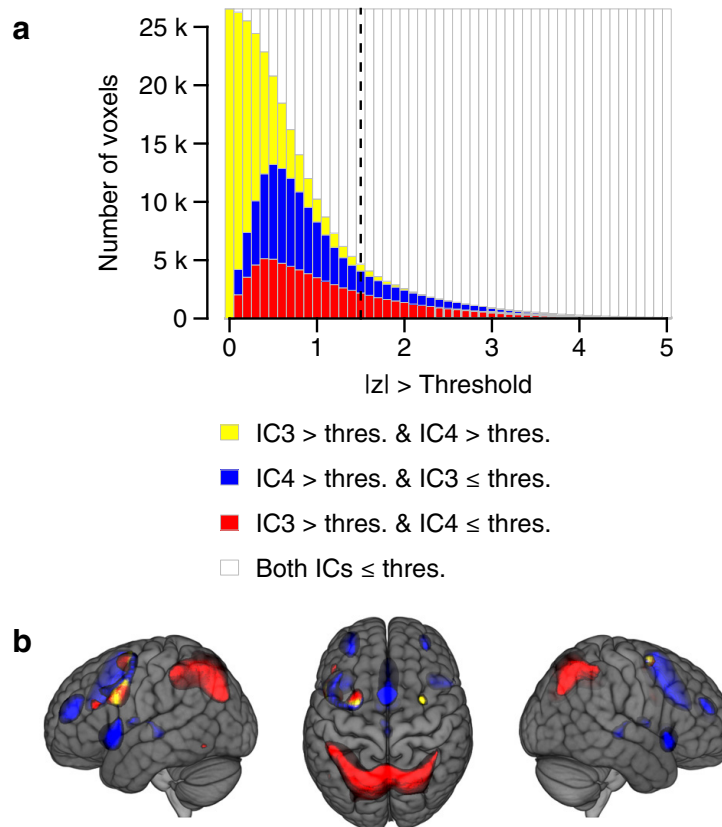 a
25 k
20 k
15 k
10 k
5 k
0
Number of voxels
0 1 2 3 4 5
|z| > Threshold
IC3 > thres. & IC4 > thres.
IC4 > thres. & IC3 ≤ thres.
IC3 > thres. & IC4 ≤ thres.
Both ICs ≤ thres.
b